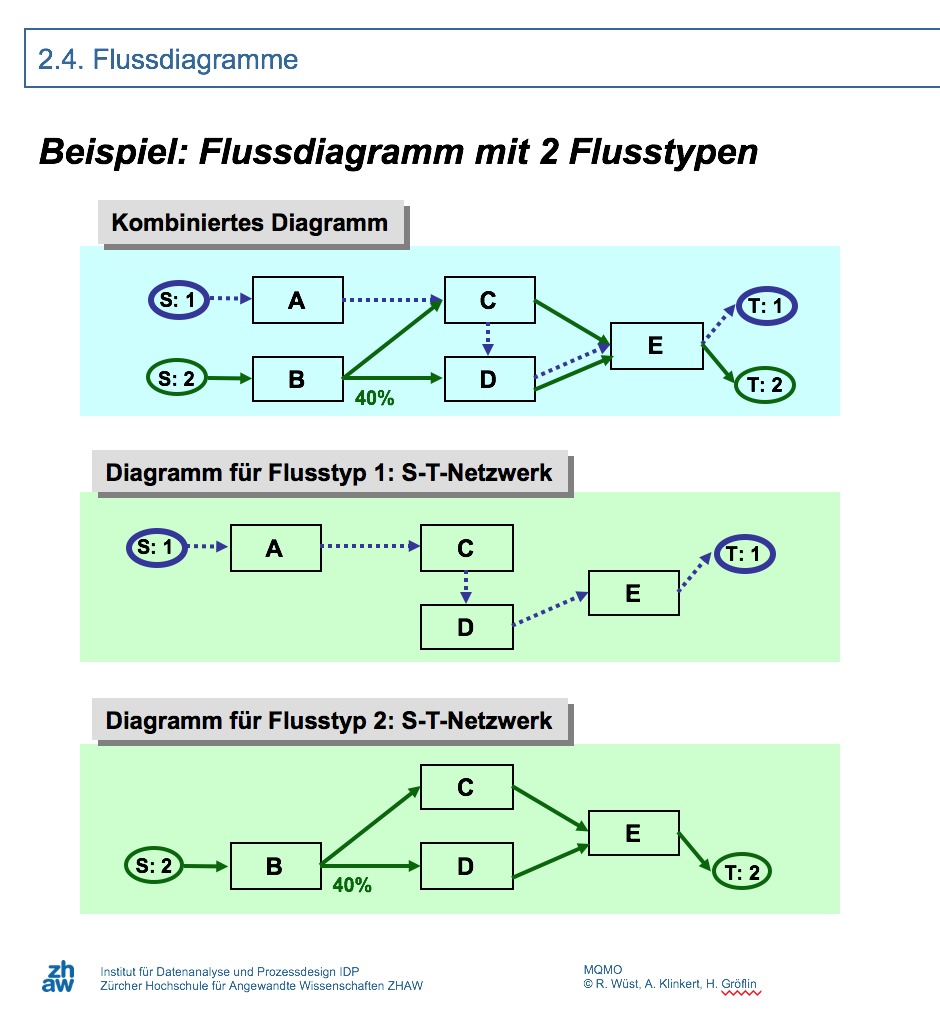 2.4. Flussdiagramme
Beispiel: Flussdiagramm mit 2 Flusstypen
Kombiniertes Diagramm
S: 1
A
C
T: 1
E
S: 2
B
D
T: 2
40%
Diagramm für Flusstyp 1: S-T-Netzwerk
S: 1
A
C
T: 1
E
D
Diagramm für Flusstyp 2: S-T-Netzwerk
C
E
S: 2
B
D
T: 2
40%
zh
aw
Institut für Datenanalyse und Prozessdesign IDP
Zürcher Hochschule für Angewandte Wissenschaften ZHAW
MQMO
© R. Wüst, A. Klinkert, H. Gröflin